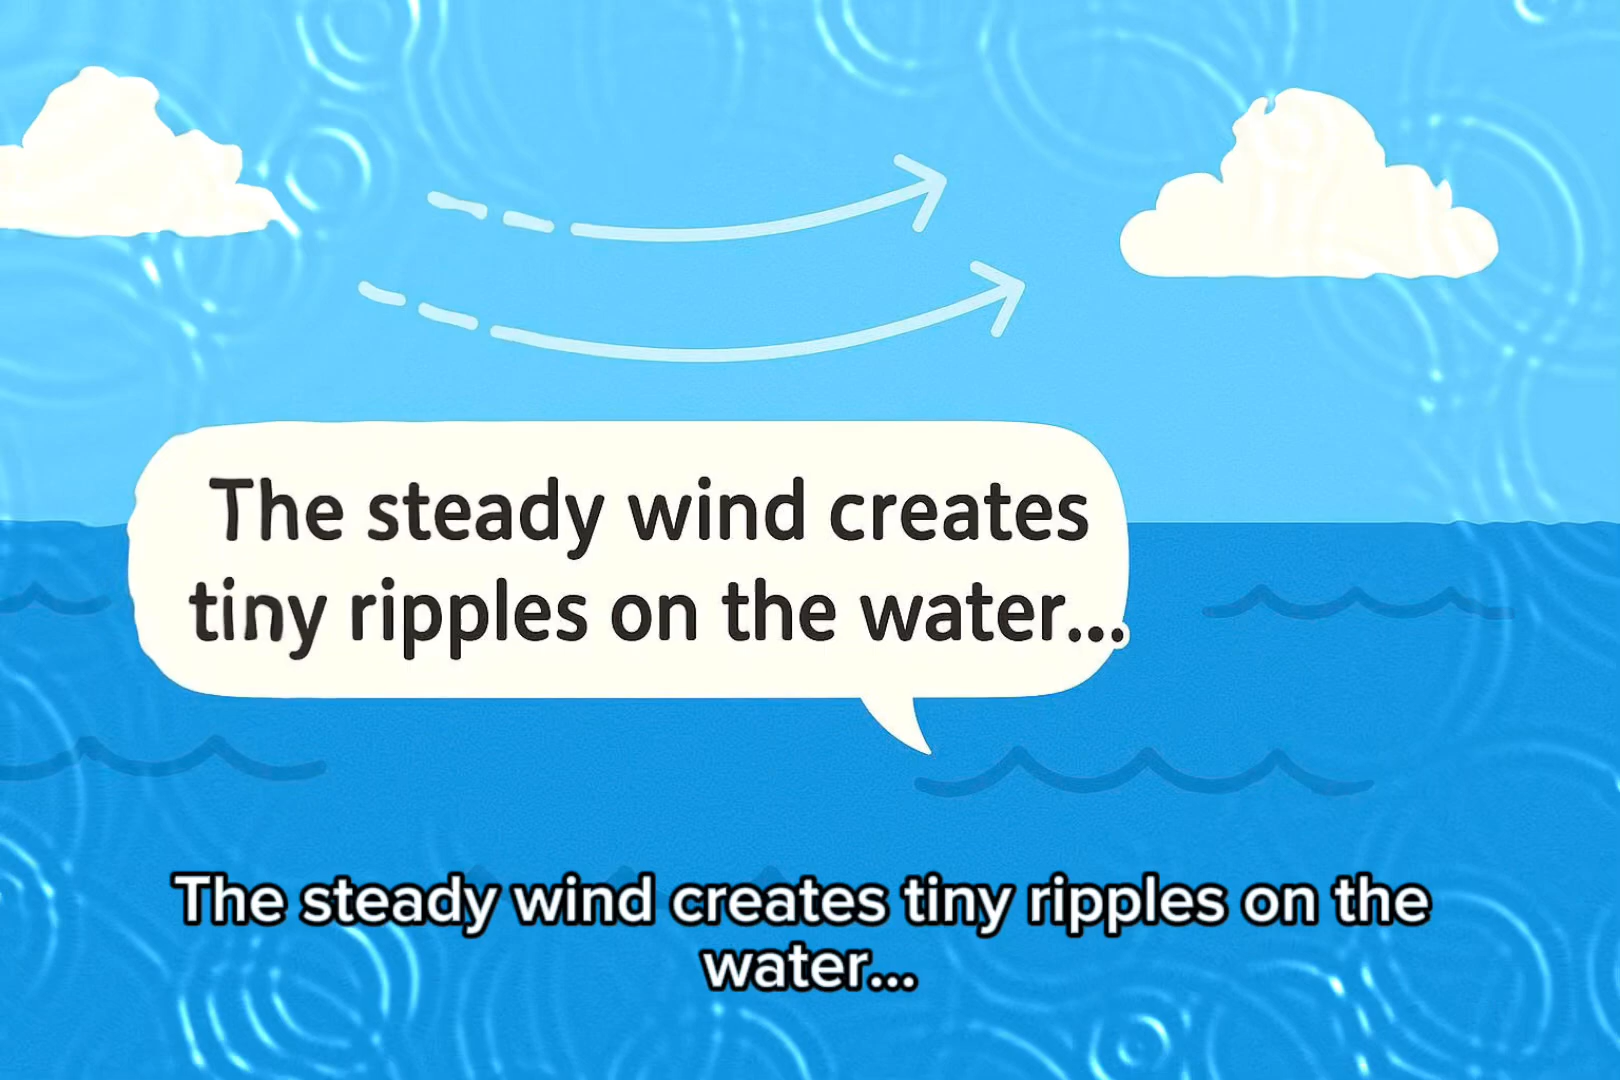 The steady wind creates
tiny ripples on the water...
The steady wind creates tiny ripples on the
water...